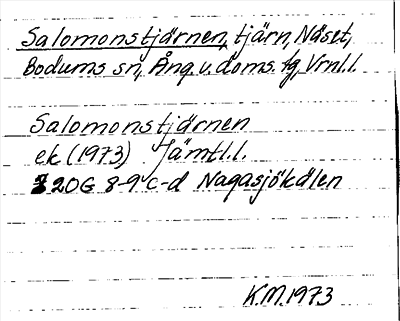 Salomonstjärnen, tjärn, Näset,
Bodums sn, Ång. v. doms. tg, Vrnl.l.
Salomonstjärnen
ek (1973) Jämtl.l.
20G 8-9 c-d Nagasjökälen
K.M. 1973